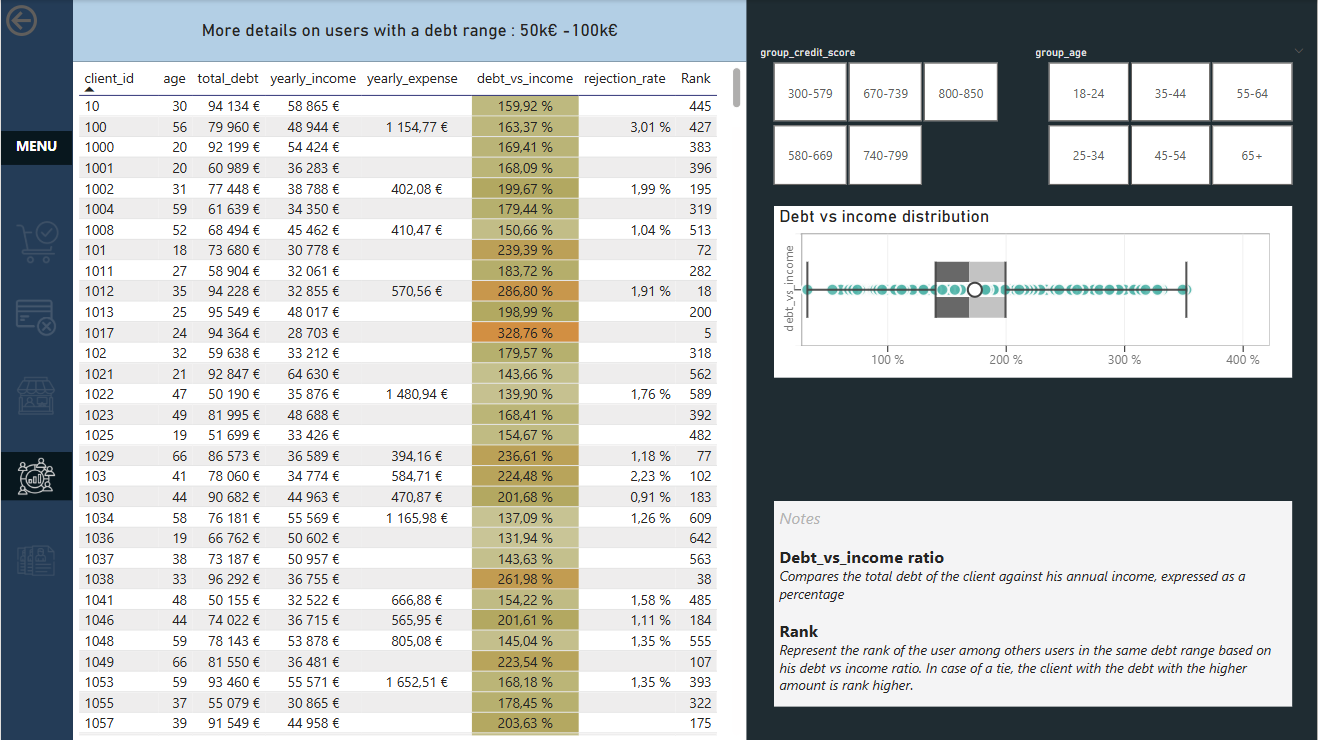 More details on users with a debt range : 50k€ -100k€
MENU
client_id age total_debt yearly_income yearly_expense debt_vs_income rejection_rate Rank
10 30 94 134 € 58 865 € 159,92 % 445
100 56 79 960 € 48 944 € 1 154,77 € 163,37 % 3,01 % 427
1000 20 92 199 € 54 424 € 169,41 % 383
1001 20 60 989 € 36 283 € 168,09 % 396
1002 31 77 448 € 38 788 € 402,08 € 199,67 % 1,99 % 195
1004 59 61 639 € 34 350 € 179,44 % 319
1008 52 68 494 € 45 462 € 410,47 € 150,66 % 1,04 % 513
101 18 73 680 € 30 778 € 239,39 % 72
1011 27 58 904 € 32 061 € 183,72 % 282
1012 35 94 228 € 32 855 € 570,56 € 286,80 % 1,91 % 18
1013 25 95 549 € 48 017 € 198,99 % 200
1017 24 94 364 € 28 703 € 328,76 % 5
102 32 59 638 € 33 212 € 179,57 % 318
1021 21 92 847 € 64 630 € 143,66 % 562
1022 47 50 190 € 35 876 € 1 480,94 € 139,90 % 1,76 % 589
1023 49 81 995 € 48 688 € 168,41 % 392
1025 19 51 699 € 33 426 € 154,67 % 482
1029 66 86 573 € 36 589 € 394,16 € 236,61 % 1,18 % 77
103 41 78 060 € 34 774 € 584,71 € 224,48 % 2,23 % 102
1030 44 90 682 € 44 963 € 470,87 € 201,68 % 0,91 % 183
1034 58 76 181 € 55 569 € 1 165,98 € 137,09 % 1,26 % 609
1036 19 66 762 € 50 602 € 131,94 % 642
1037 38 73 187 € 50 957 € 143,63 % 563
1038 33 96 292 € 36 755 € 261,98 % 38
1041 48 50 155 € 32 522 € 666,88 € 154,22 % 1,58 % 485
1046 44 74 022 € 36 715 € 565,95 € 201,61 % 1,11 % 184
1048 59 78 143 € 53 878 € 805,08 € 145,04 % 1,35 % 555
1049 66 81 550 € 36 481 € 223,54 % 107
1053 59 93 460 € 55 571 € 1 652,51 € 168,18 % 1,35 % 393
1055 37 55 079 € 30 865 € 178,45 % 322
1057 39 91 549 € 44 958 € 203,63 % 175
group_credit_score
300-579 670-739 800-850
580-669 740-799
group_age
18-24 35-44 55-64
25-34 45-54 65+
Debt vs income distribution
debt_vs_income
100 % 200 % 300 % 400 %
Notes
Debt_vs_income ratio
Compares the total debt of the client against his annual income, expressed as a
percentage
Rank
Represent the rank of the user among others users in the same debt range based on
his debt vs income ratio. In case of a tie, the client with the debt with the higher
amount is rank higher.